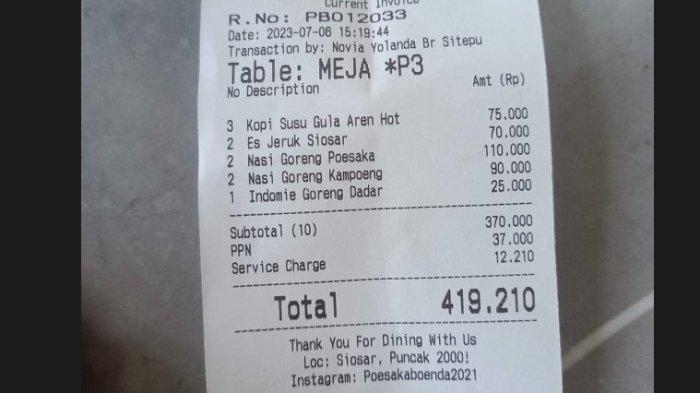 Current Invoice
R.No: PB012033
Date: 2023-07-06 15:19:44
Transaction by: Novia Yolanda Br Sitepu
Table: MEJA *P3
No Description Amt (Rp)
3 Kopi Susu Gula Aren Hot 75.000
2 Es Jeruk Siosar 70.000
2 Nasi Goreng Poesaka 110.000
2 Nasi Goreng Kampoeng 90.000
1 Indomie Goreng Dadar 25.000
Subtotal (10) 370.000
PPN 37.000
Service Charge 12.210
Total 419.210
Thank You For Dining With Us
Loc: Siosar, Puncak 2000!
Instagram: Poesakaboenda2021